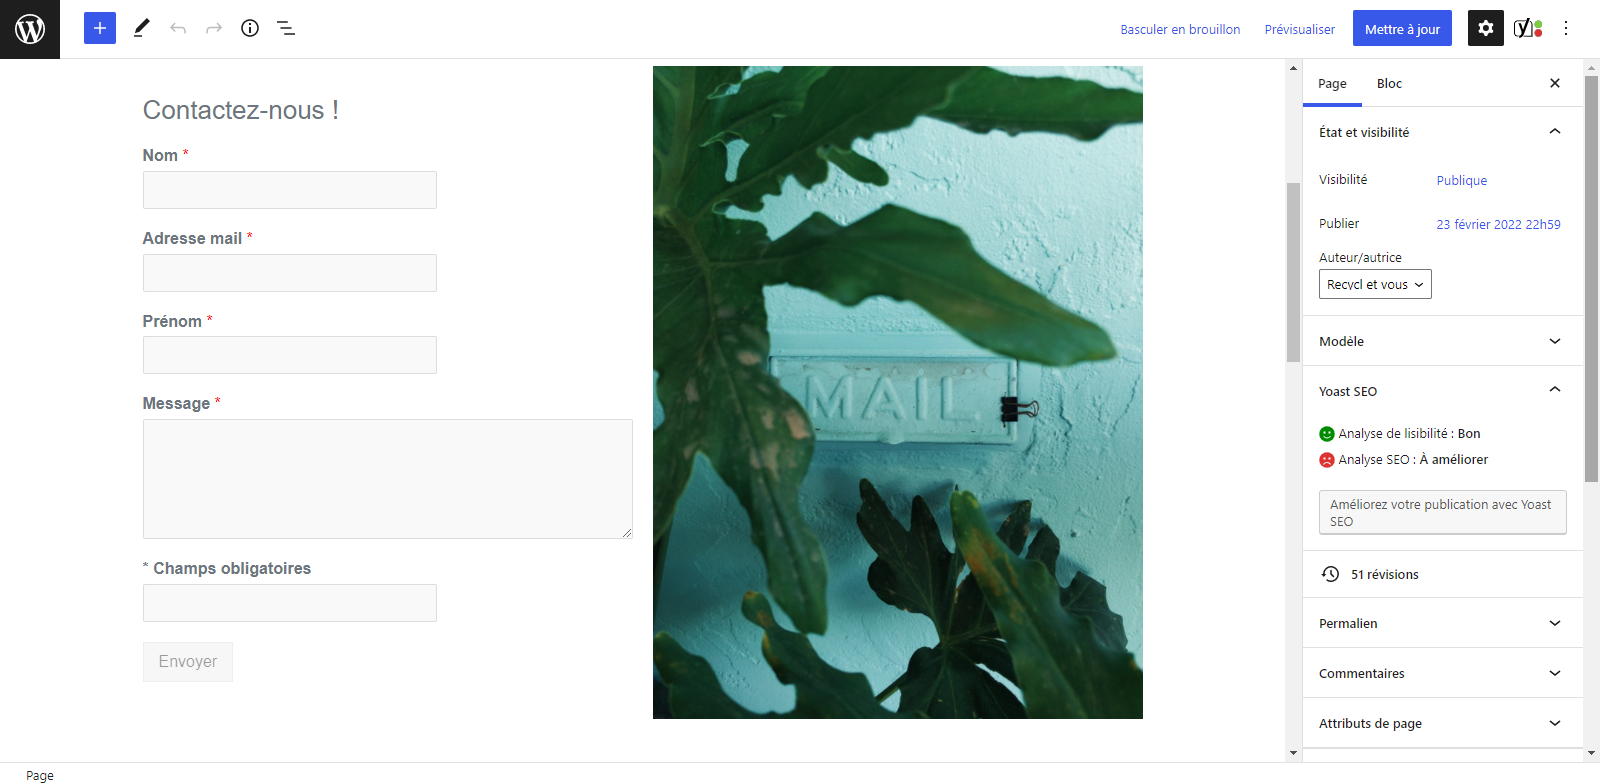 Basculer en brouillon
Prévisualiser
Mettre à jour
Contactez-nous !
Nom *
Adresse mail *
Prénom *
Message *
* Champs obligatoires
Envoyer
MAIL
Page
Bloc
État et visibilité
Visibilité
Publique
Publier
23 février 2022 22h59
Auteur/autrice
Recycl et vous
Modèle
Yoast SEO
Analyse de lisibilité : Bon
Analyse SEO : À améliorer
Améliorez votre publication avec Yoast
SEO
51 révisions
Permalien
Commentaires
Attributs de page
Page